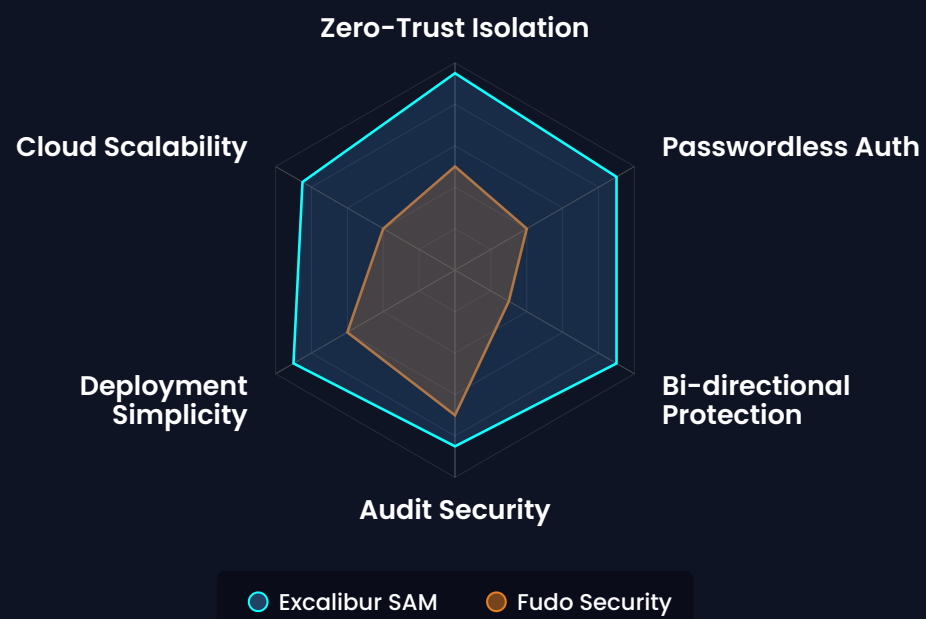 Zero-Trust Isolation
Cloud Scalability
Passwordless Auth
Deployment
Simplicity
Bi-directional
Protection
Audit Security
Excalibur SAM
Fudo Security